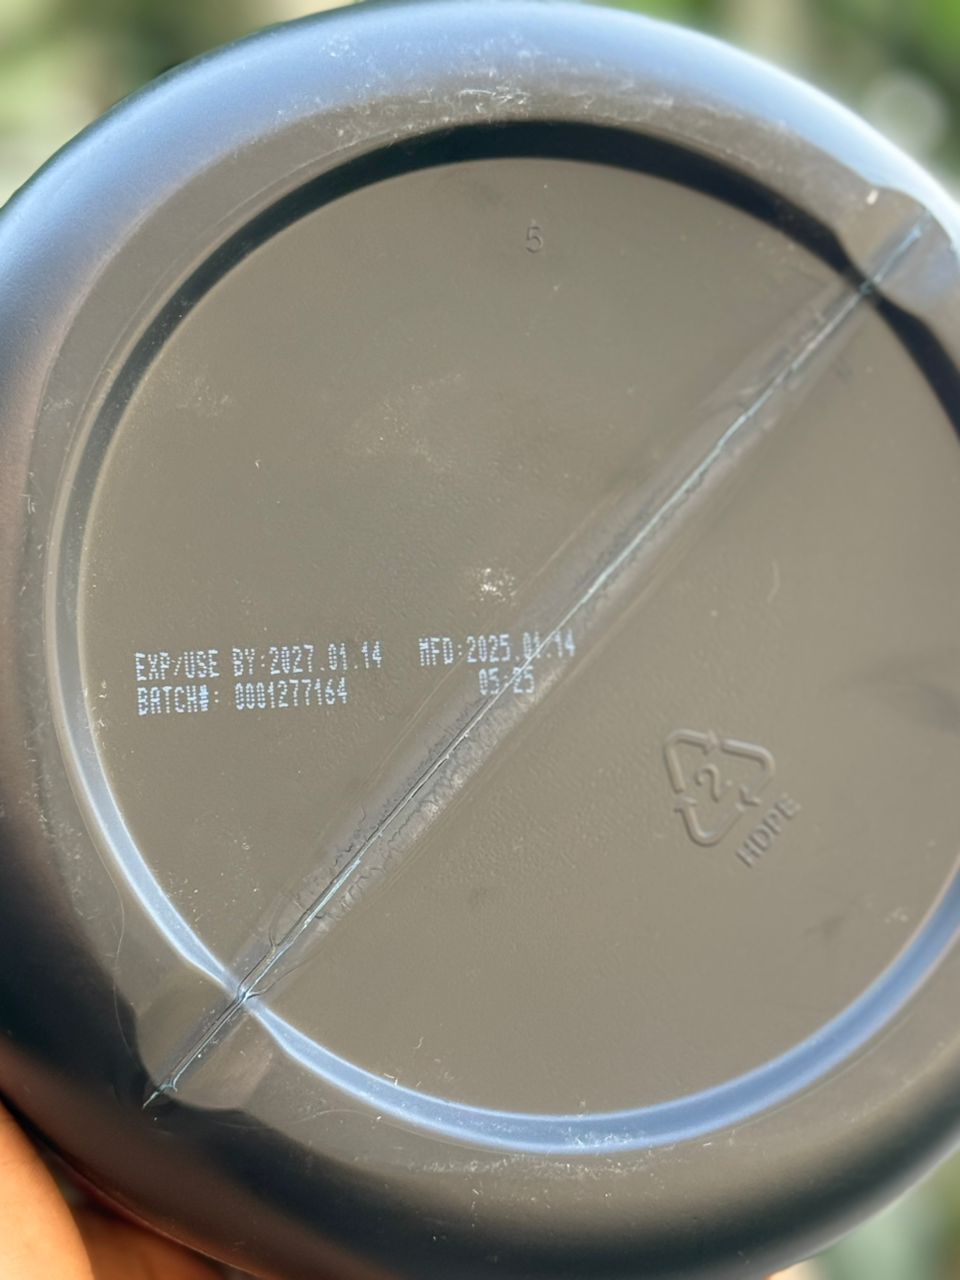 5
EXP/USE BY:2027.01.14 MFD:2025.01.14
BATCH#: 0001277164 05:25
2
HDPE